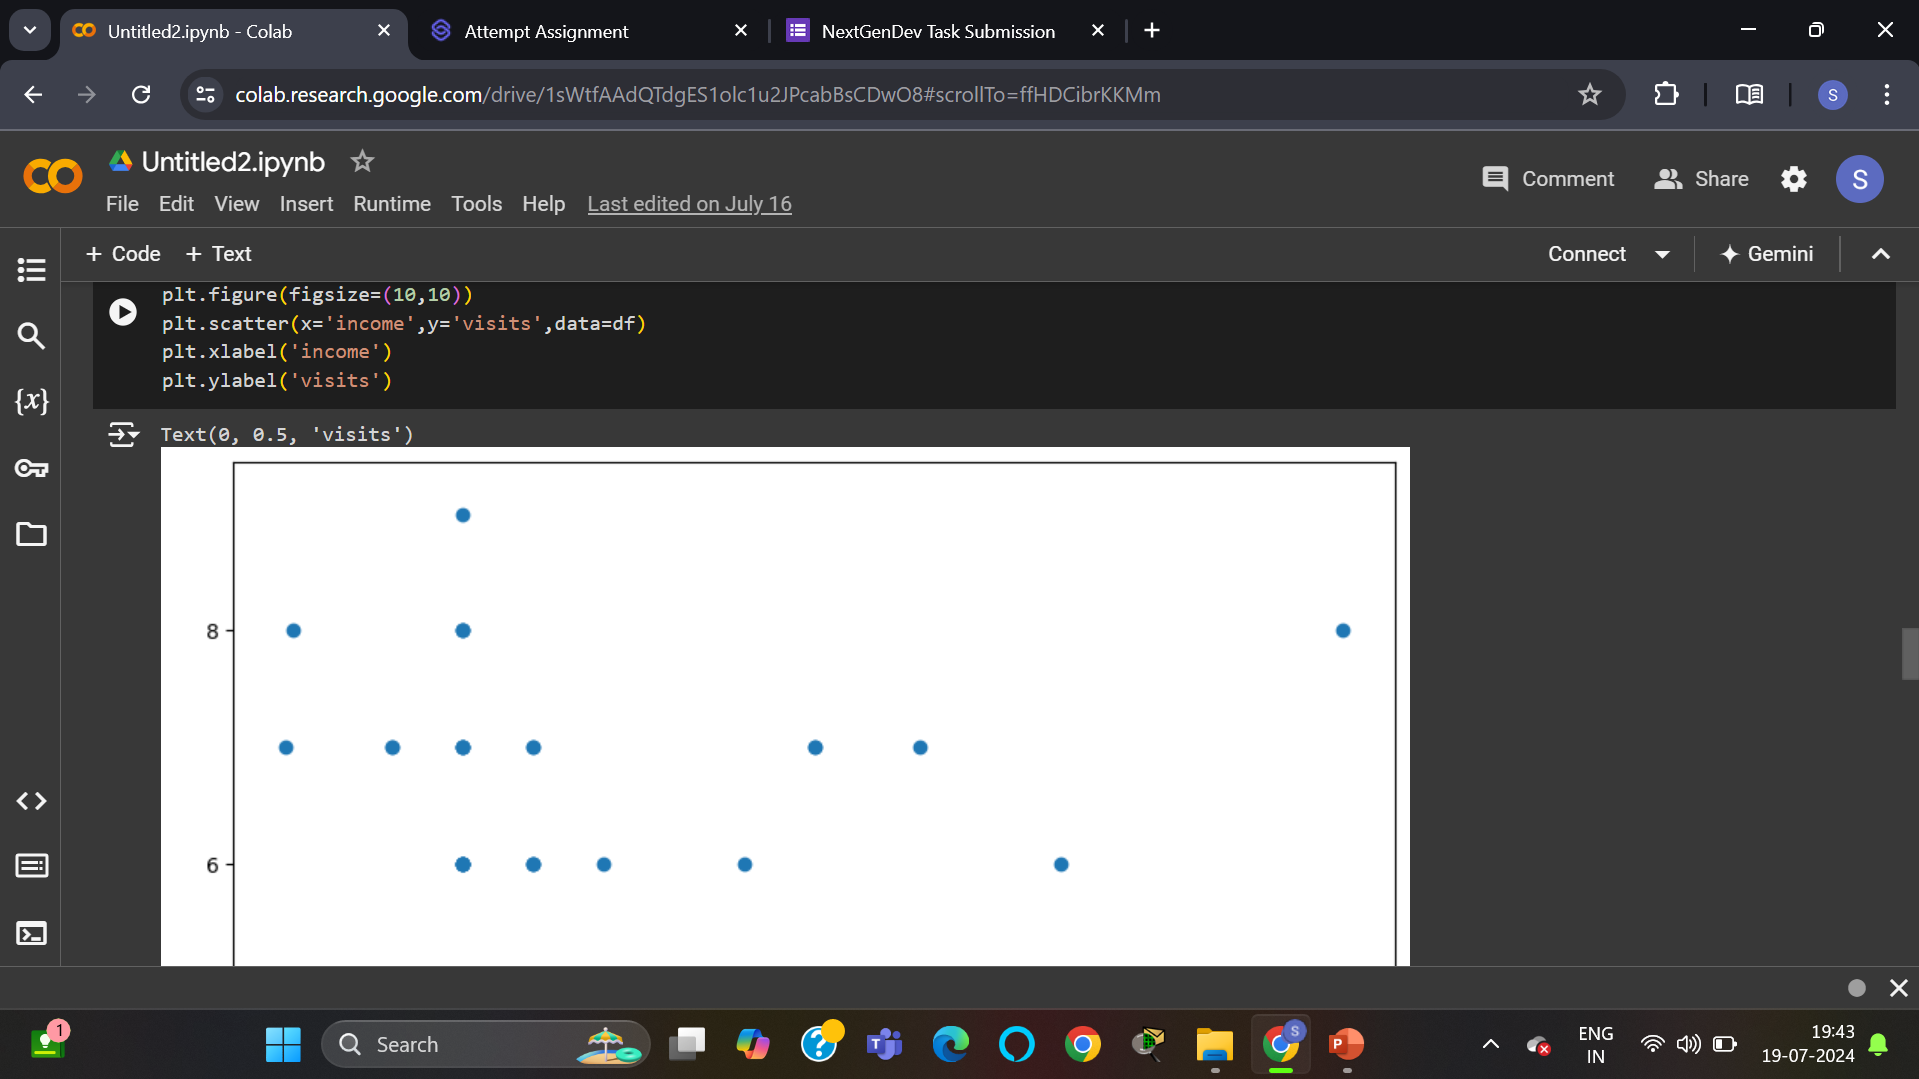 Untitled2.ipynb - Colab
Attempt Assignment
NextGenDev Task Submission
colab.research.google.com/drive/1sWtfAAdQTdgES1olc1u2JPcabBsCDwO8#scrollTo=ffHDCibrKKMm
S
Untitled2.ipynb
Comment
Share
S
File Edit View Insert Runtime Tools Help Last edited on July 16
+ Code + Text
Connect
Gemini
plt.figure(figsize=(10,10))
plt.scatter(x='income',y='visits',data=df)
plt.xlabel('income')
plt.ylabel('visits')
{x}
Text(0, 0.5, 'visits')
8
6
1
Search
T
S
P
ENG
IN
19:43
19-07-2024